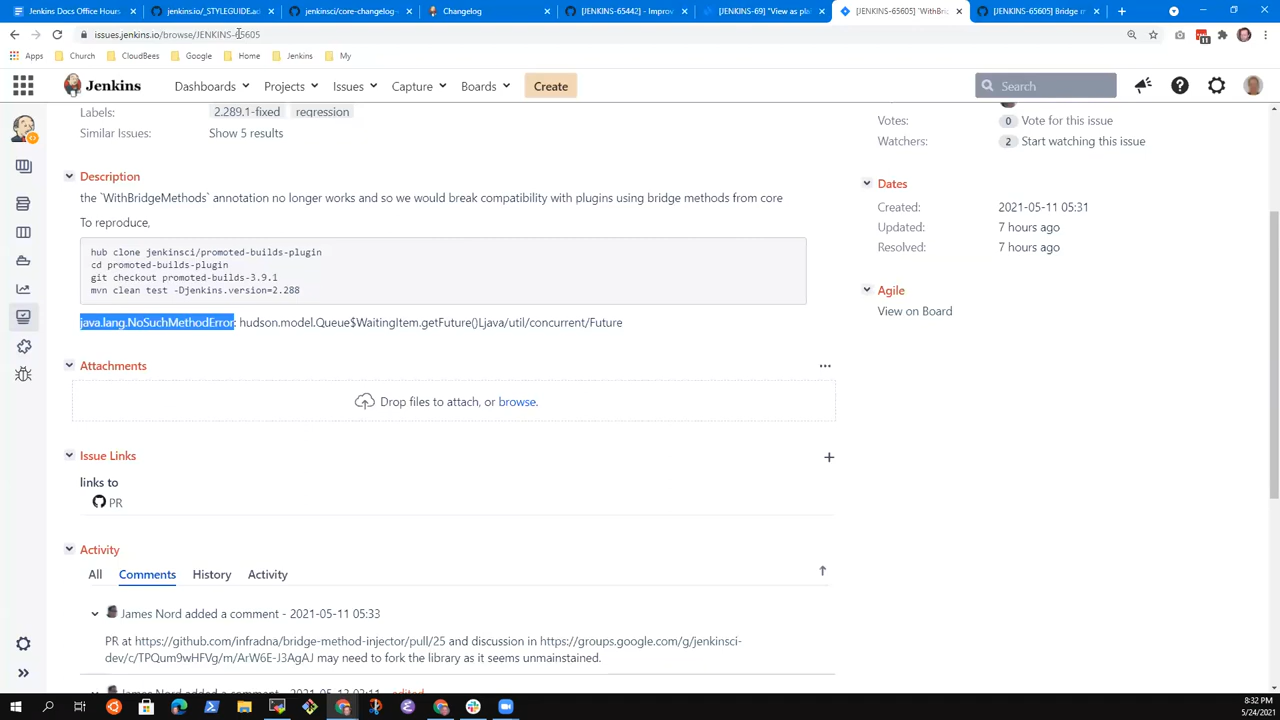 Jenkins Docs Office Hours
jenkins.io/_STYLEGUIDE.ad
jenkinsci/core-changelog-
Changelog
[JENKINS-65442] - Improv
[JENKINS-69] "View as pla
[JENKINS-65605] 'WithBri
[JENKINS-65605] Bridge m
issues.jenkins.io/browse/JENKINS-65605
Apps
Church
CloudBees
Google
Home
Jenkins
My
Jenkins
Dashboards
Projects
Issues
Capture
Boards
Create
Search
Labels:
2.289.1-fixed
regression
Similar Issues:
Show 5 results
Votes:
0 Vote for this issue
Watchers:
2 Start watching this issue
Description
the `WithBridgeMethods` annotation no longer works and so we would break compatibility with plugins using bridge methods from core
To reproduce,
hub clone jenkinsci/promoted-builds-plugin
cd promoted-builds-plugin
git checkout promoted-builds-3.9.1
mvn clean test -Djenkins.version=2.288
java.lang.NoSuchMethodError: hudson.model.Queue$WaitingItem.getFuture()Ljava/util/concurrent/Future
Dates
Created:
2021-05-11 05:31
Updated:
7 hours ago
Resolved:
7 hours ago
Agile
View on Board
Attachments
Drop files to attach, or browse.
Issue Links
links to
PR
Activity
All
Comments
History
Activity
James Nord added a comment - 2021-05-11 05:33
PR at https://github.com/infradna/bridge-method-injector/pull/25 and discussion in https://groups.google.com/g/jenkinsci-
dev/c/TPQum9wHFVg/m/ArW6E-J3AgAJ may need to fork the library as it seems unmaintained.
8:32 PM
5/24/2021